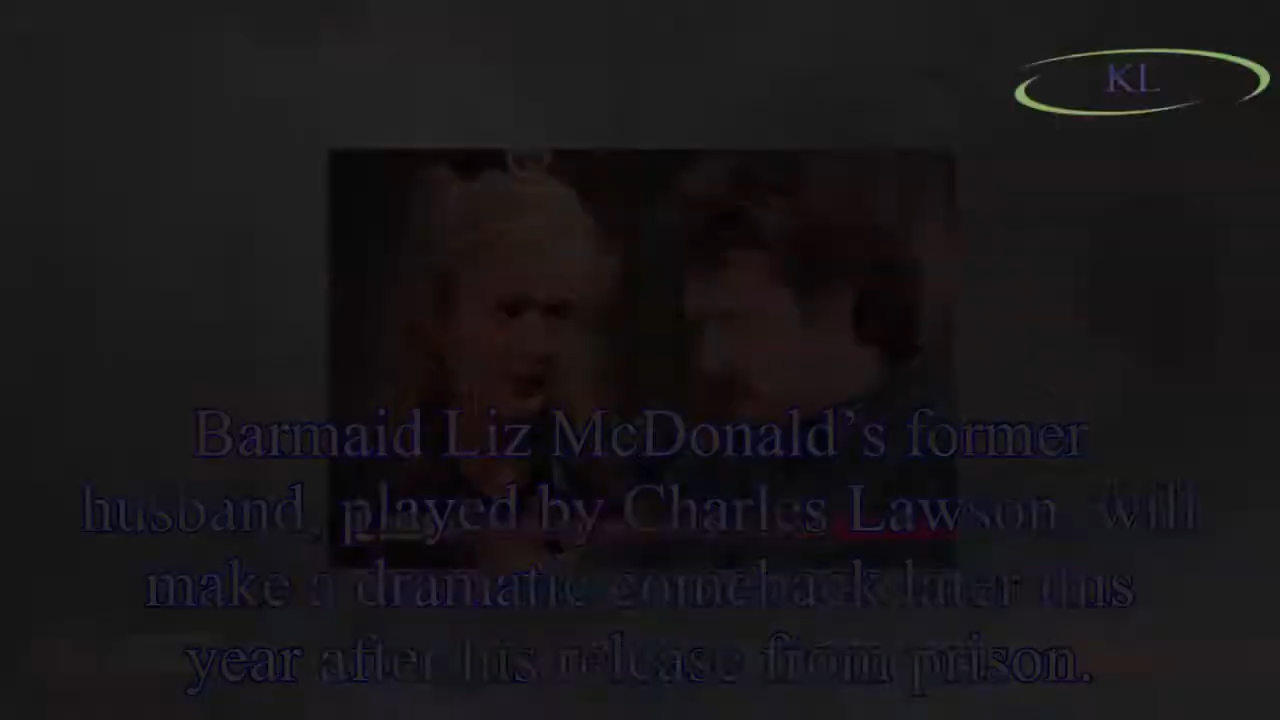 KL
Barmaid Liz McDonald’s former
husband, played by Charles Lawson, will
make a dramatic comeback later this
year after his release from prison.